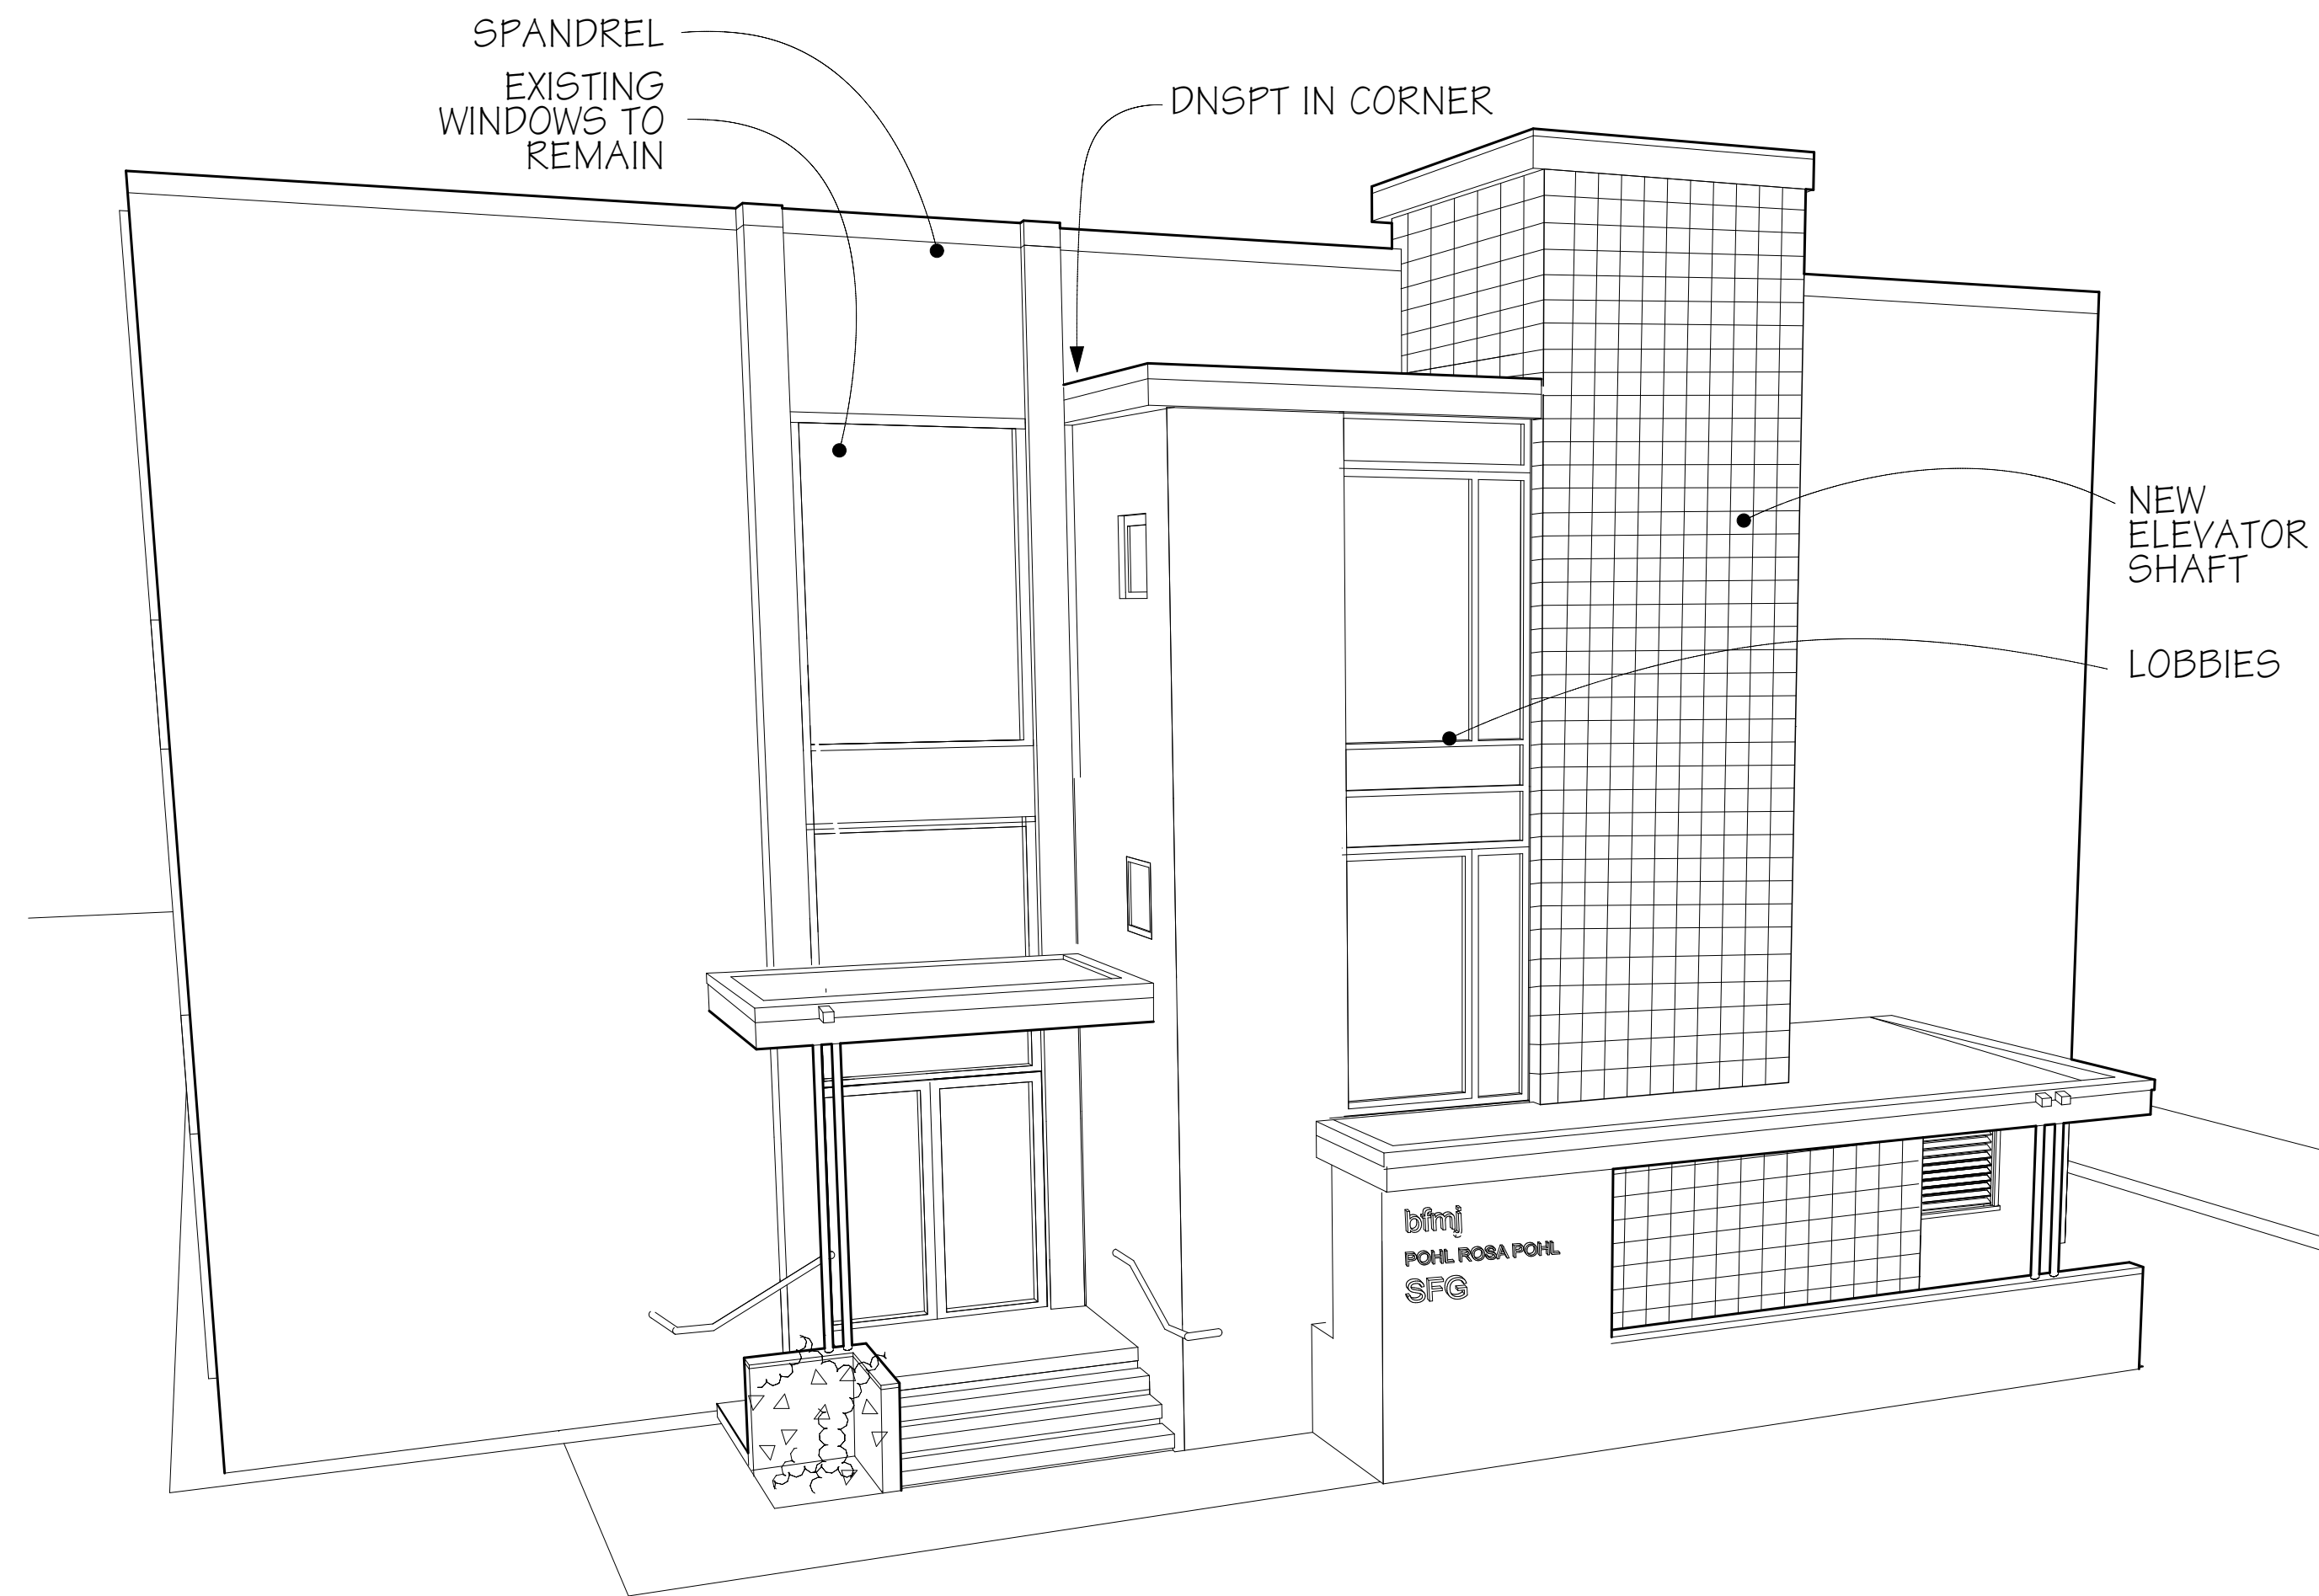 SPANDREL
EXISTING
WINDOWS TO
REMAIN
DNSPT IN CORNER
NEW
ELEVATOR
SHAFT
LOBBIES
bfmj
POHL ROSA POHL
SFG